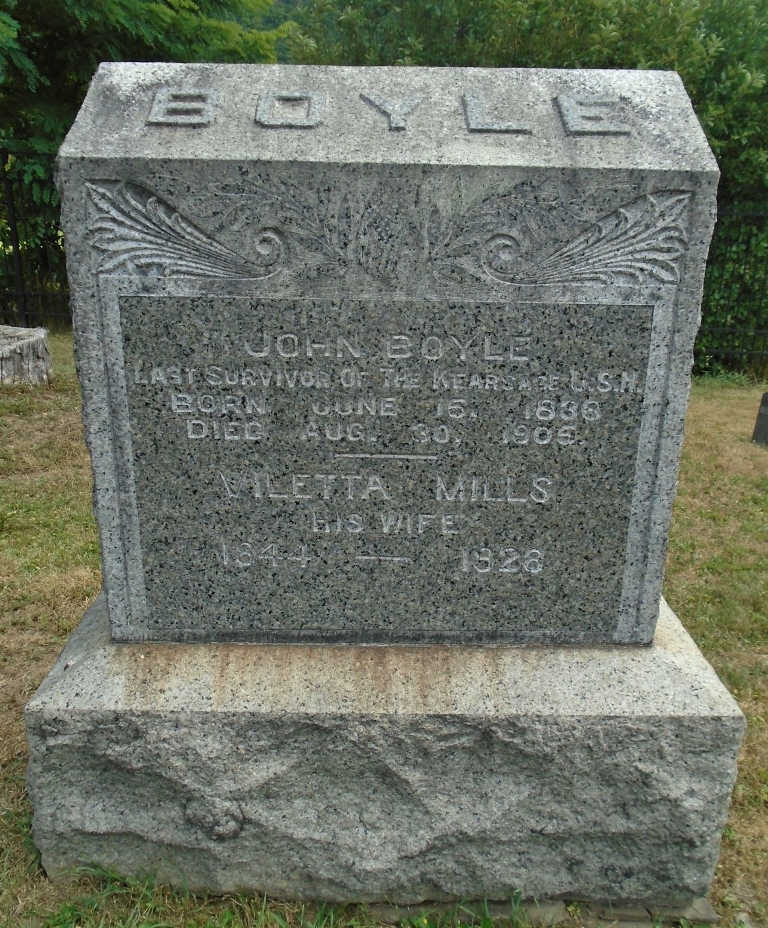 BOYLE
JOHN BOYLE
LAST SURVIVOR OF THE KEARSAGE U.S.N.
BORN JUNE 15, 1838
DIED AUG. 30, 1905
VILETTA MILLS
HIS WIFE
1844 — 1928